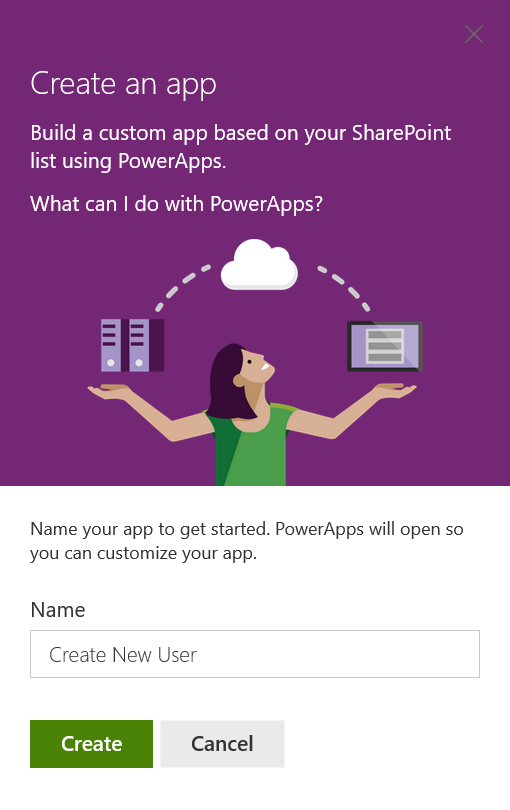 Create an app
Build a custom app based on your SharePoint
list using PowerApps.
What can I do with PowerApps?
Name your app to get started. PowerApps will open so
you can customize your app.
Name
Create New User
Create
Cancel